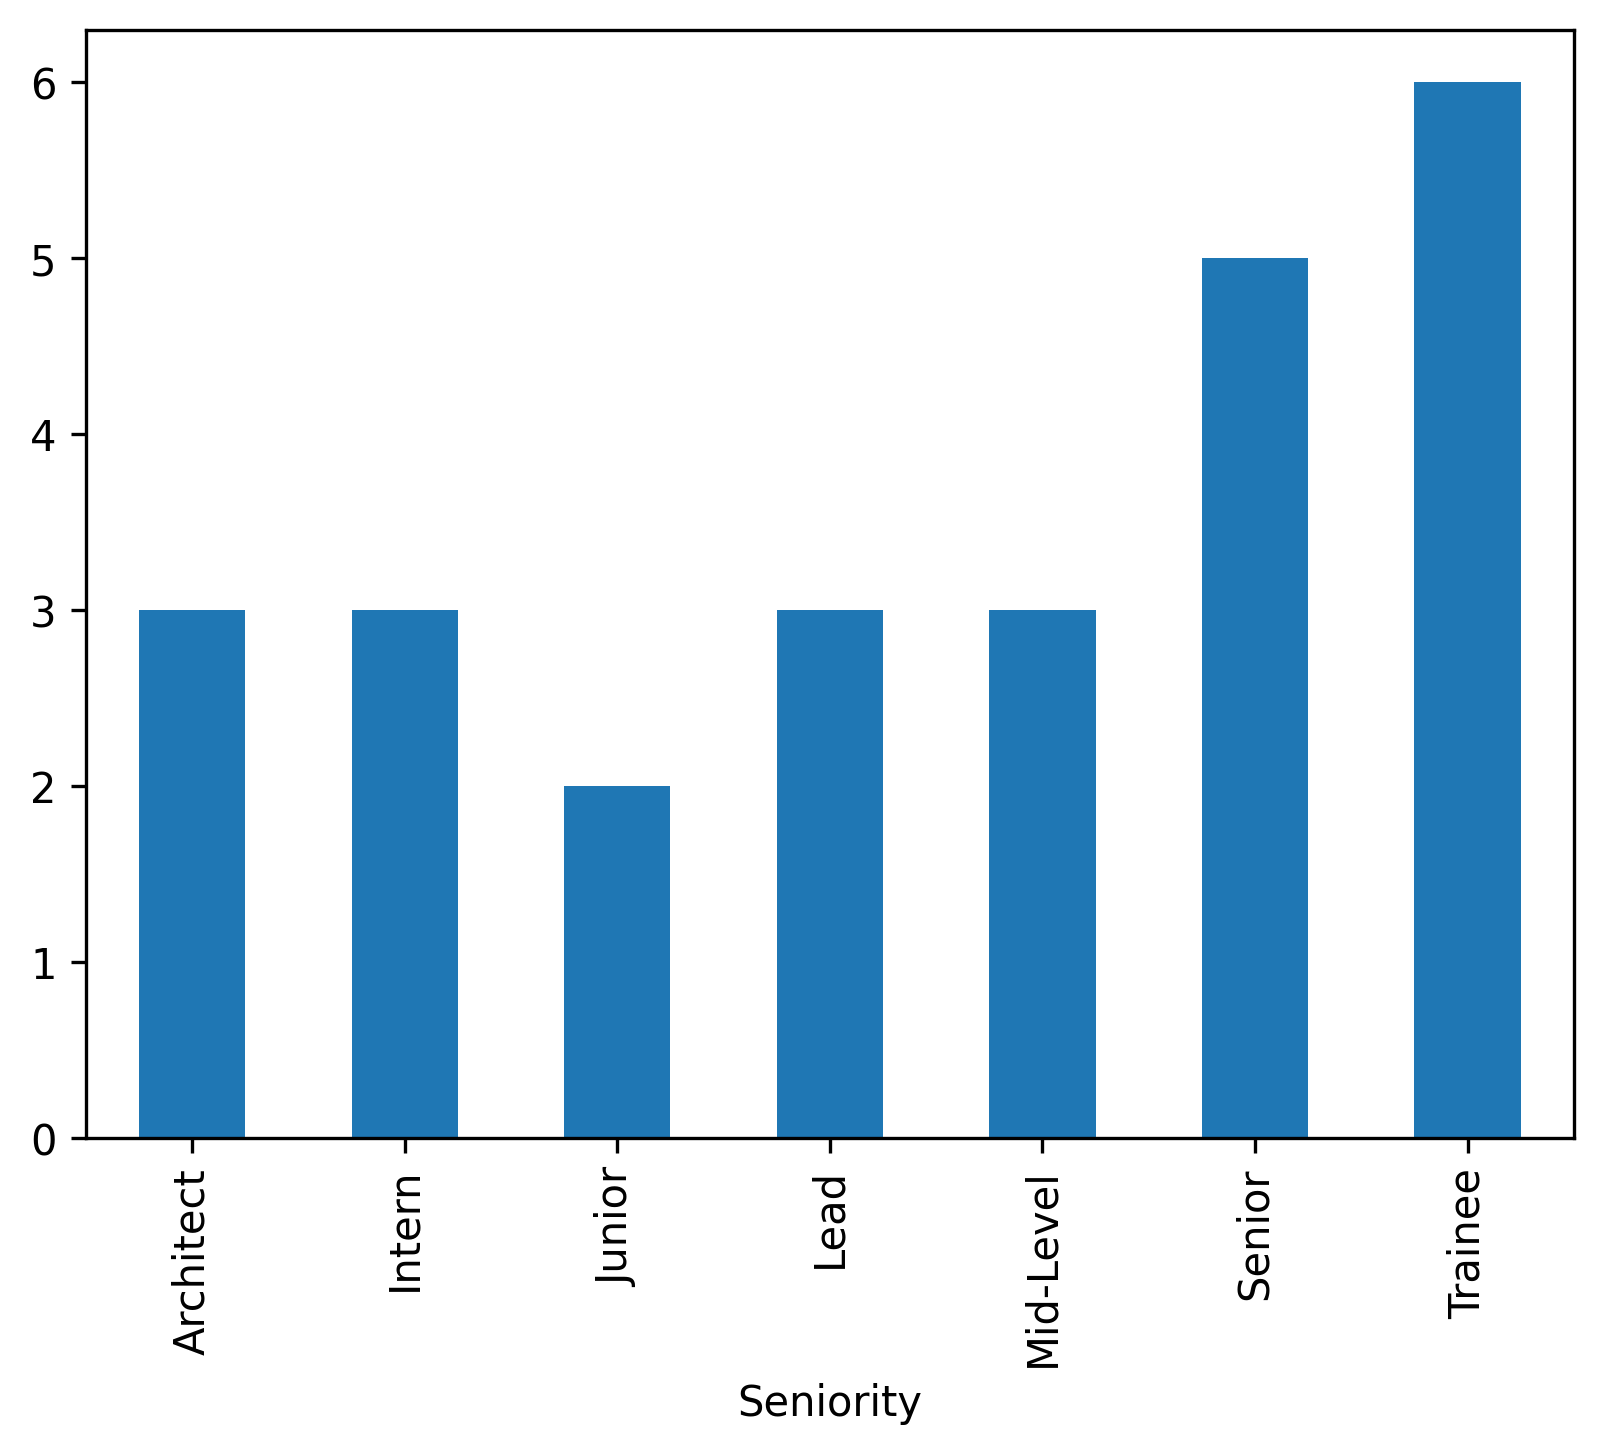 6
5
4
3
2
1
0
Architect
Intern
Junior
Lead
Mid-Level
Senior
Trainee
Seniority